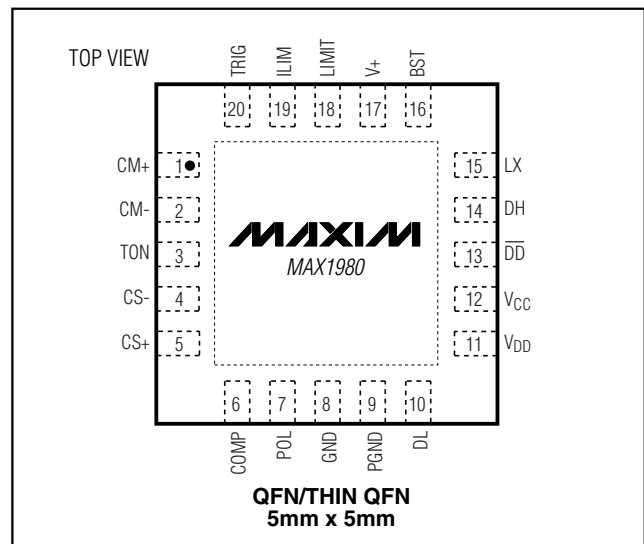 TOP VIEW
TRIG
ILIM
LIMIT
V+
BST
20 19 18 17 16
CM+ 1 15 LX
CM- 2 14 DH
TON 3 13 D̅D̅
CS- 4 12 VCC
CS+ 5 11 VDD
MAXIM
MAX1980
6 7 8 9 10
COMP
POL
GND
PGND
DL
QFN/THIN QFN
5mm x 5mm